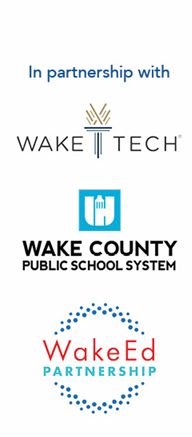 In partnership with
WAKE TECH®
WAKE COUNTY
PUBLIC SCHOOL SYSTEM
WakeEd
PARTNERSHIP